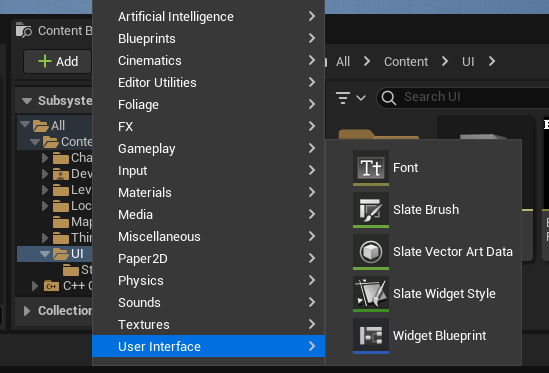 Artificial Intelligence
Blueprints
Cinematics
Editor Utilities
Foliage
FX
Gameplay
Input
Materials
Media
Miscellaneous
Paper2D
Physics
Sounds
Textures
User Interface
Content B
Add
Subsyste
All
Conte
Cha
Dev
Lev
Loc
Map
Thir
UI
St
C++ C
Collection
All > Content > UI >
Search UI
Font
Slate Brush
Slate Vector Art Data
Slate Widget Style
Widget Blueprint